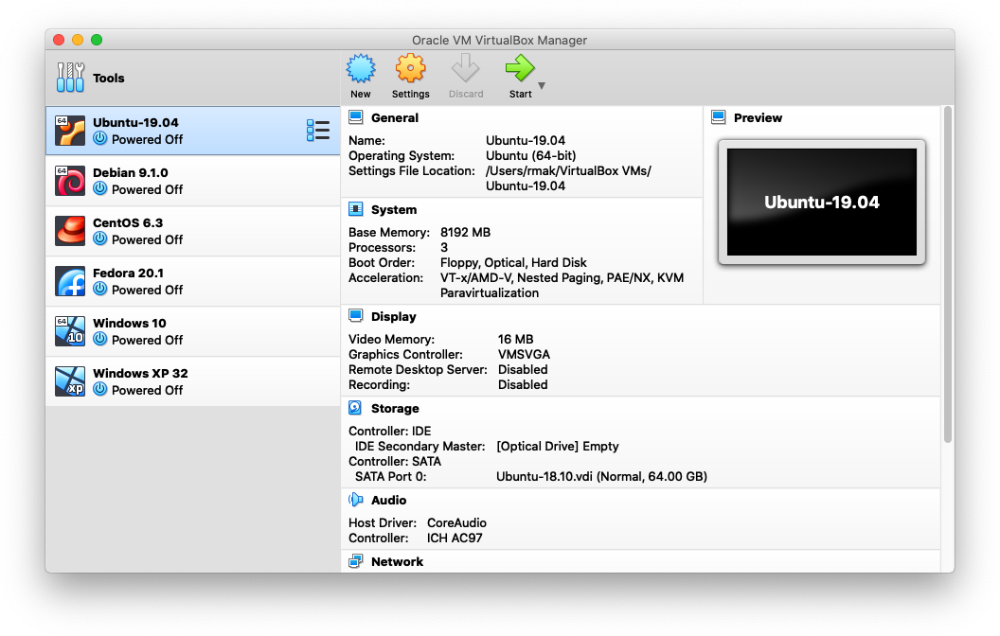 Oracle VM VirtualBox Manager
Tools
New
Settings
Discard
Start
64
Ubuntu-19.04
Powered Off
64
Debian 9.1.0
Powered Off
CentOS 6.3
Powered Off
Fedora 20.1
Powered Off
64
10
Windows 10
Powered Off
xp
Windows XP 32
Powered Off
General
Name: Ubuntu-19.04
Operating System: Ubuntu (64-bit)
Settings File Location: /Users/rmak/VirtualBox VMs/
Ubuntu-19.04
System
Base Memory: 8192 MB
Processors: 3
Boot Order: Floppy, Optical, Hard Disk
Acceleration: VT-x/AMD-V, Nested Paging, PAE/NX, KVM
Paravirtualization
Preview
Ubuntu-19.04
Display
Video Memory: 16 MB
Graphics Controller: VMSVGA
Remote Desktop Server: Disabled
Recording: Disabled
Storage
Controller: IDE
IDE Secondary Master: [Optical Drive] Empty
Controller: SATA
SATA Port 0: Ubuntu-18.10.vdi (Normal, 64.00 GB)
Audio
Host Driver: CoreAudio
Controller: ICH AC97
Network